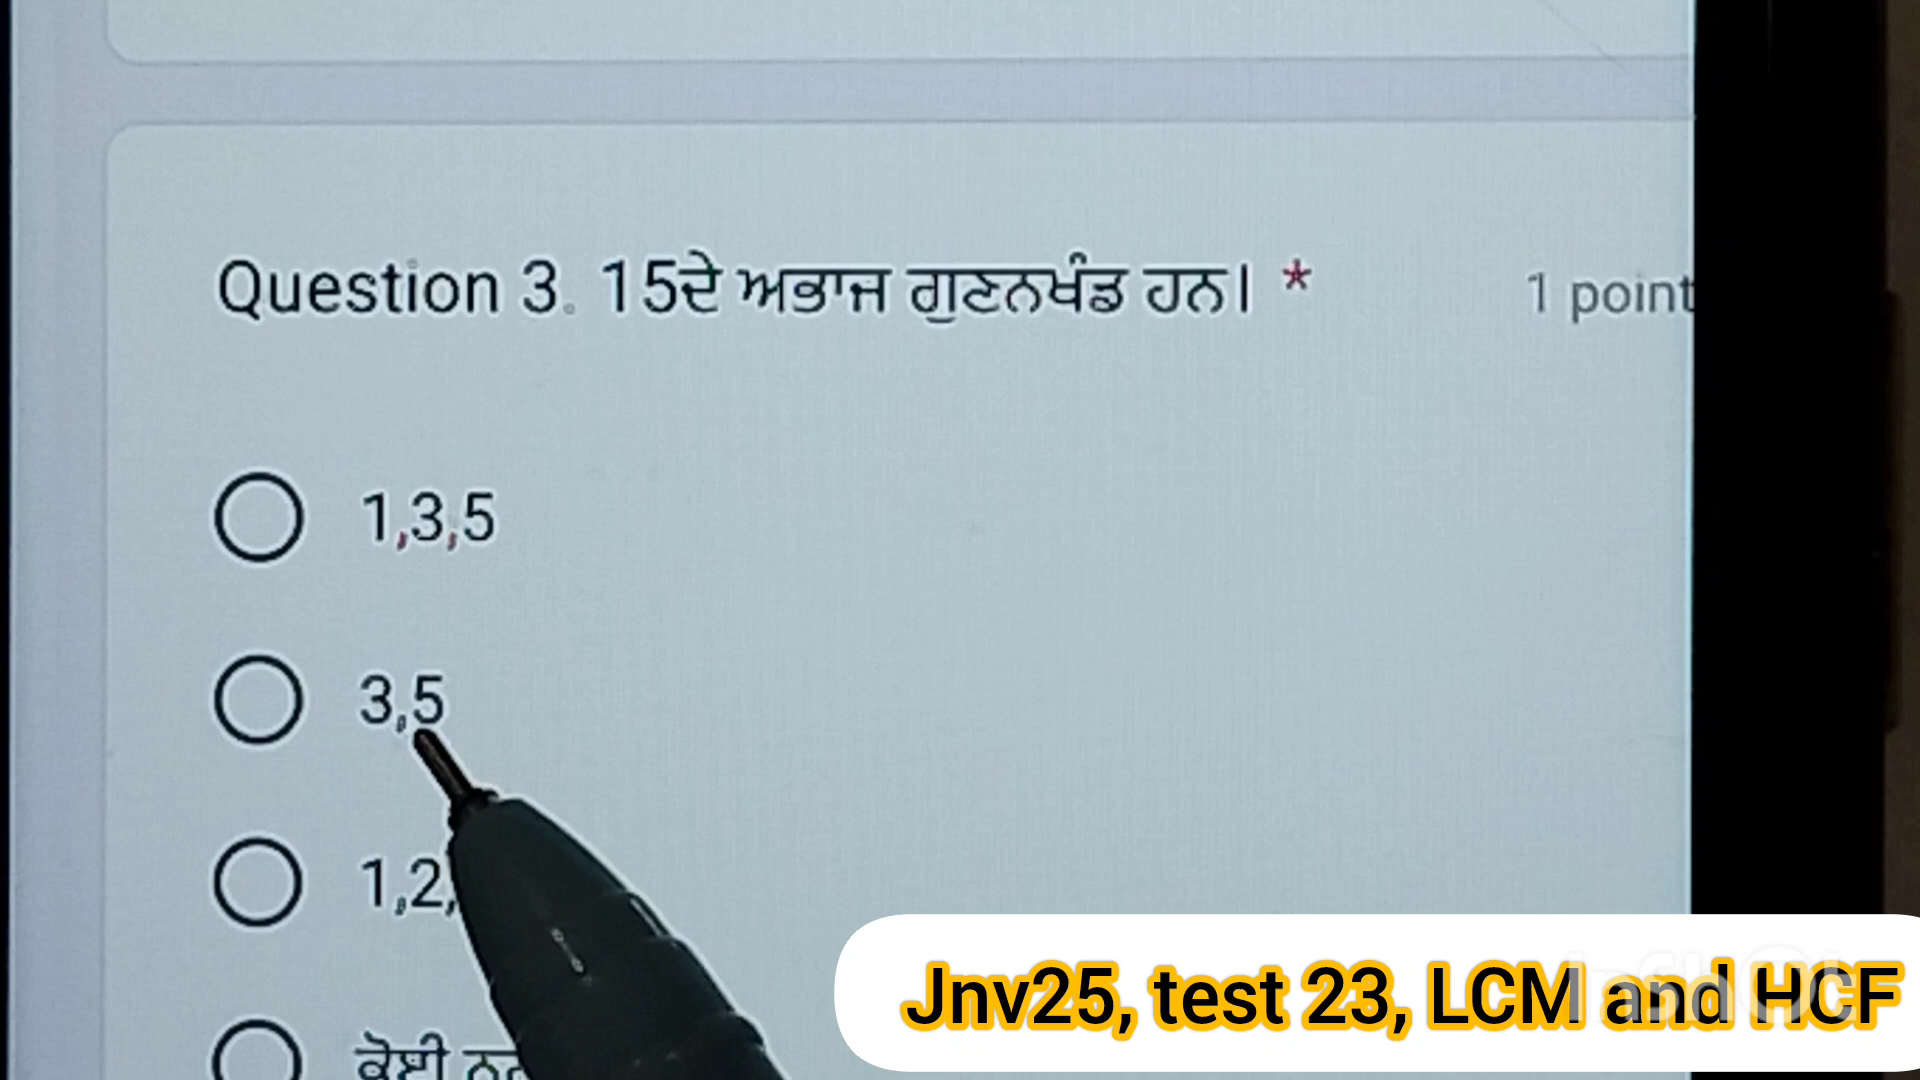 Question 3. 15ਦੇ ਅਭਾਜ ਗੁਣਨਖੰਡ ਹਨ। *
1 point
1,3,5
3,5
1,2,
ਕੋਈ
Jnv25, test 23, LCM and HCF